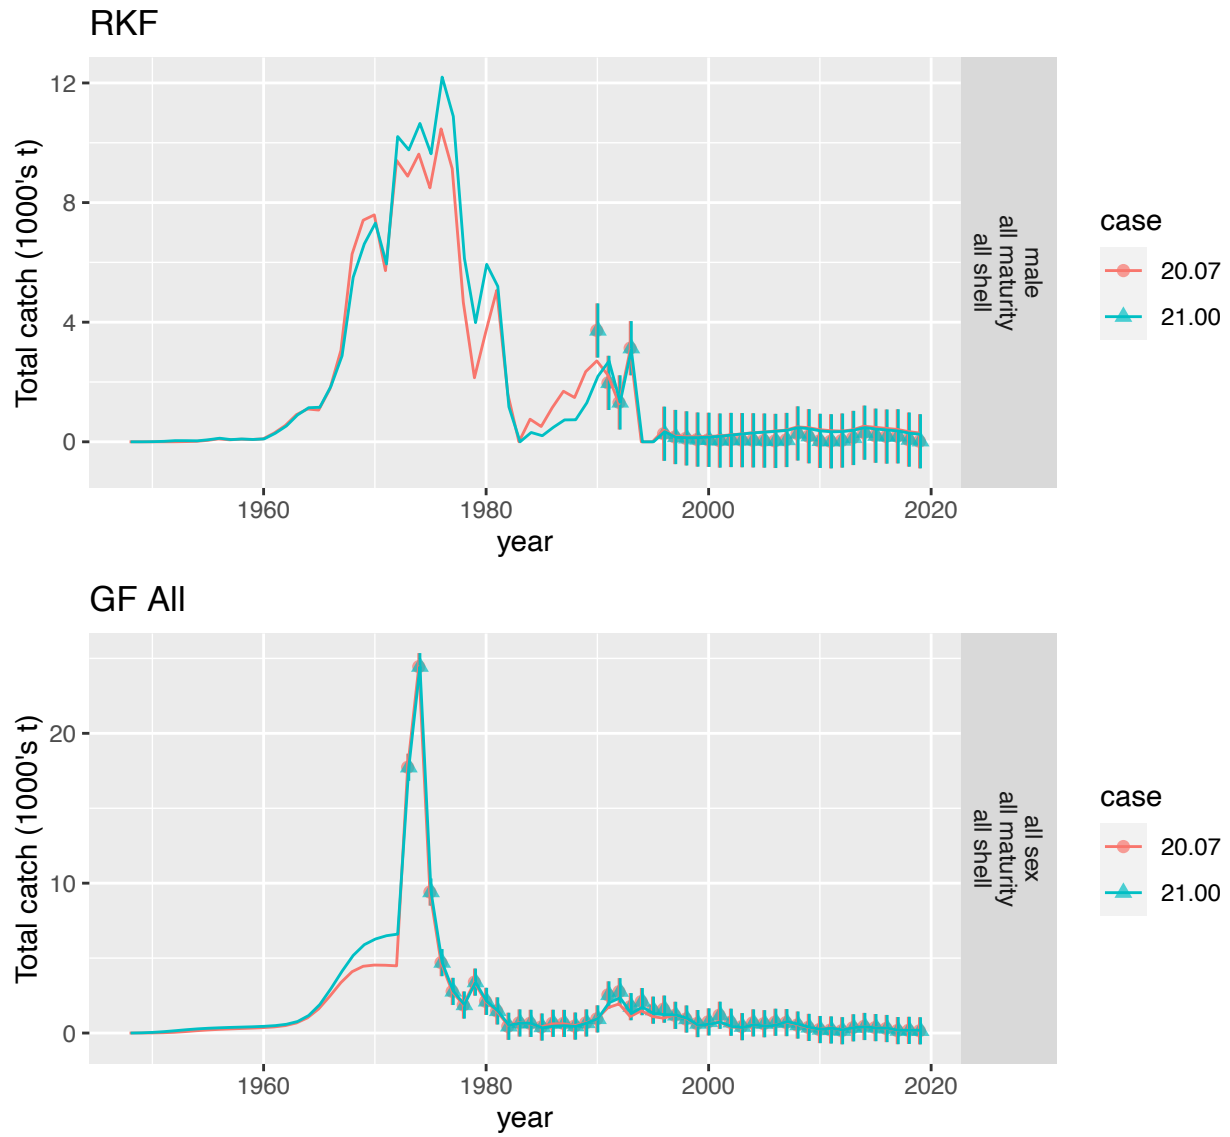 RKF
12
8
4
0
Total catch (1000's t)
1960
1980
2000
2020
year
male
all maturity
all shell
case
20.07
21.00
GF All
20
10
0
Total catch (1000's t)
1960
1980
2000
2020
year
all sex
all maturity
all shell
case
20.07
21.00